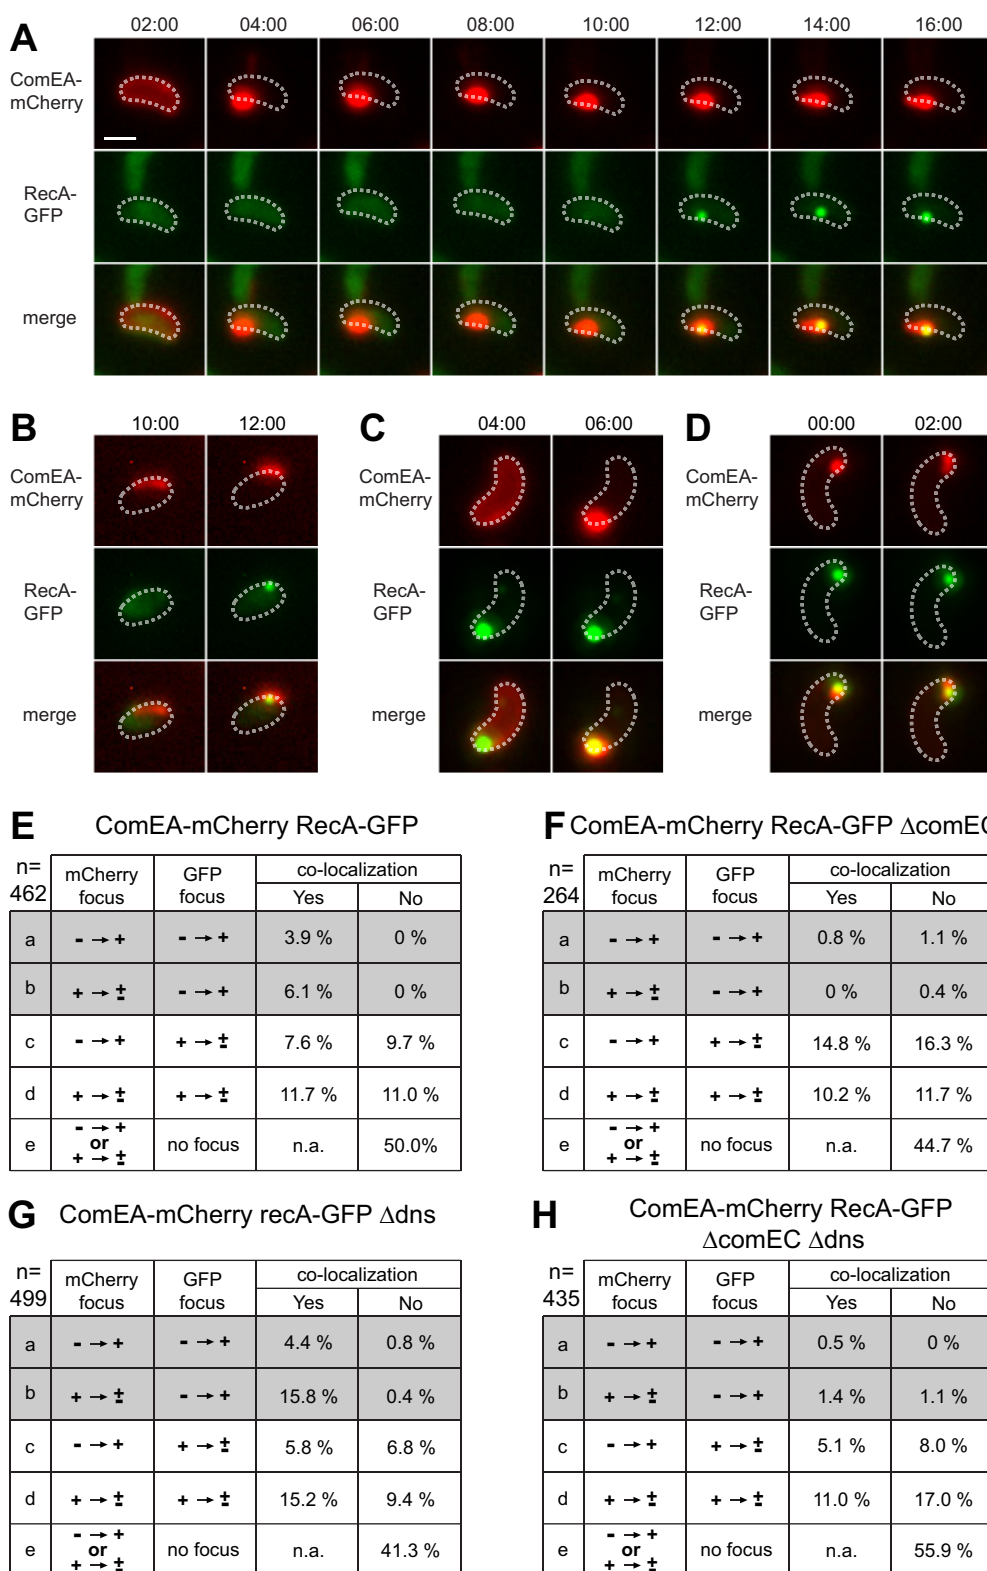 A
02:00 04:00 06:00 08:00 10:00 12:00 14:00 16:00
ComEA-
mCherry
RecA-
GFP
merge
B
10:00 12:00
ComEA-
mCherry
RecA-
GFP
merge
C
04:00 06:00
ComEA-
mCherry
RecA-
GFP
merge
D
00:00 02:00
ComEA-
mCherry
RecA-
GFP
merge
E ComEA-mCherry RecA-GFP
n= 462 mCherry focus GFP focus co-localization
Yes No
a - → + - → + 3.9 % 0 %
b + → ± - → + 6.1 % 0 %
c - → + + → ± 7.6 % 9.7 %
d + → ± + → ± 11.7 % 11.0 %
e - → + or + → ± no focus n.a. 50.0%
F ComEA-mCherry RecA-GFP ΔcomEC
n= 264 mCherry focus GFP focus co-localization
Yes No
a - → + - → + 0.8 % 1.1 %
b + → ± - → + 0 % 0.4 %
c - → + + → ± 14.8 % 16.3 %
d + → ± + → ± 10.2 % 11.7 %
e - → + or + → ± no focus n.a. 44.7 %
G ComEA-mCherry recA-GFP Δdns
n= 499 mCherry focus GFP focus co-localization
Yes No
a - → + - → + 4.4 % 0.8 %
b + → ± - → + 15.8 % 0.4 %
c - → + + → ± 5.8 % 6.8 %
d + → ± + → ± 15.2 % 9.4 %
e - → + or + → ± no focus n.a. 41.3 %
H ComEA-mCherry RecA-GFP
ΔcomEC Δdns
n= 435 mCherry focus GFP focus co-localization
Yes No
a - → + - → + 0.5 % 0 %
b + → ± - → + 1.4 % 1.1 %
c - → + + → ± 5.1 % 8.0 %
d + → ± + → ± 11.0 % 17.0 %
e - → + or + → ± no focus n.a. 55.9 %